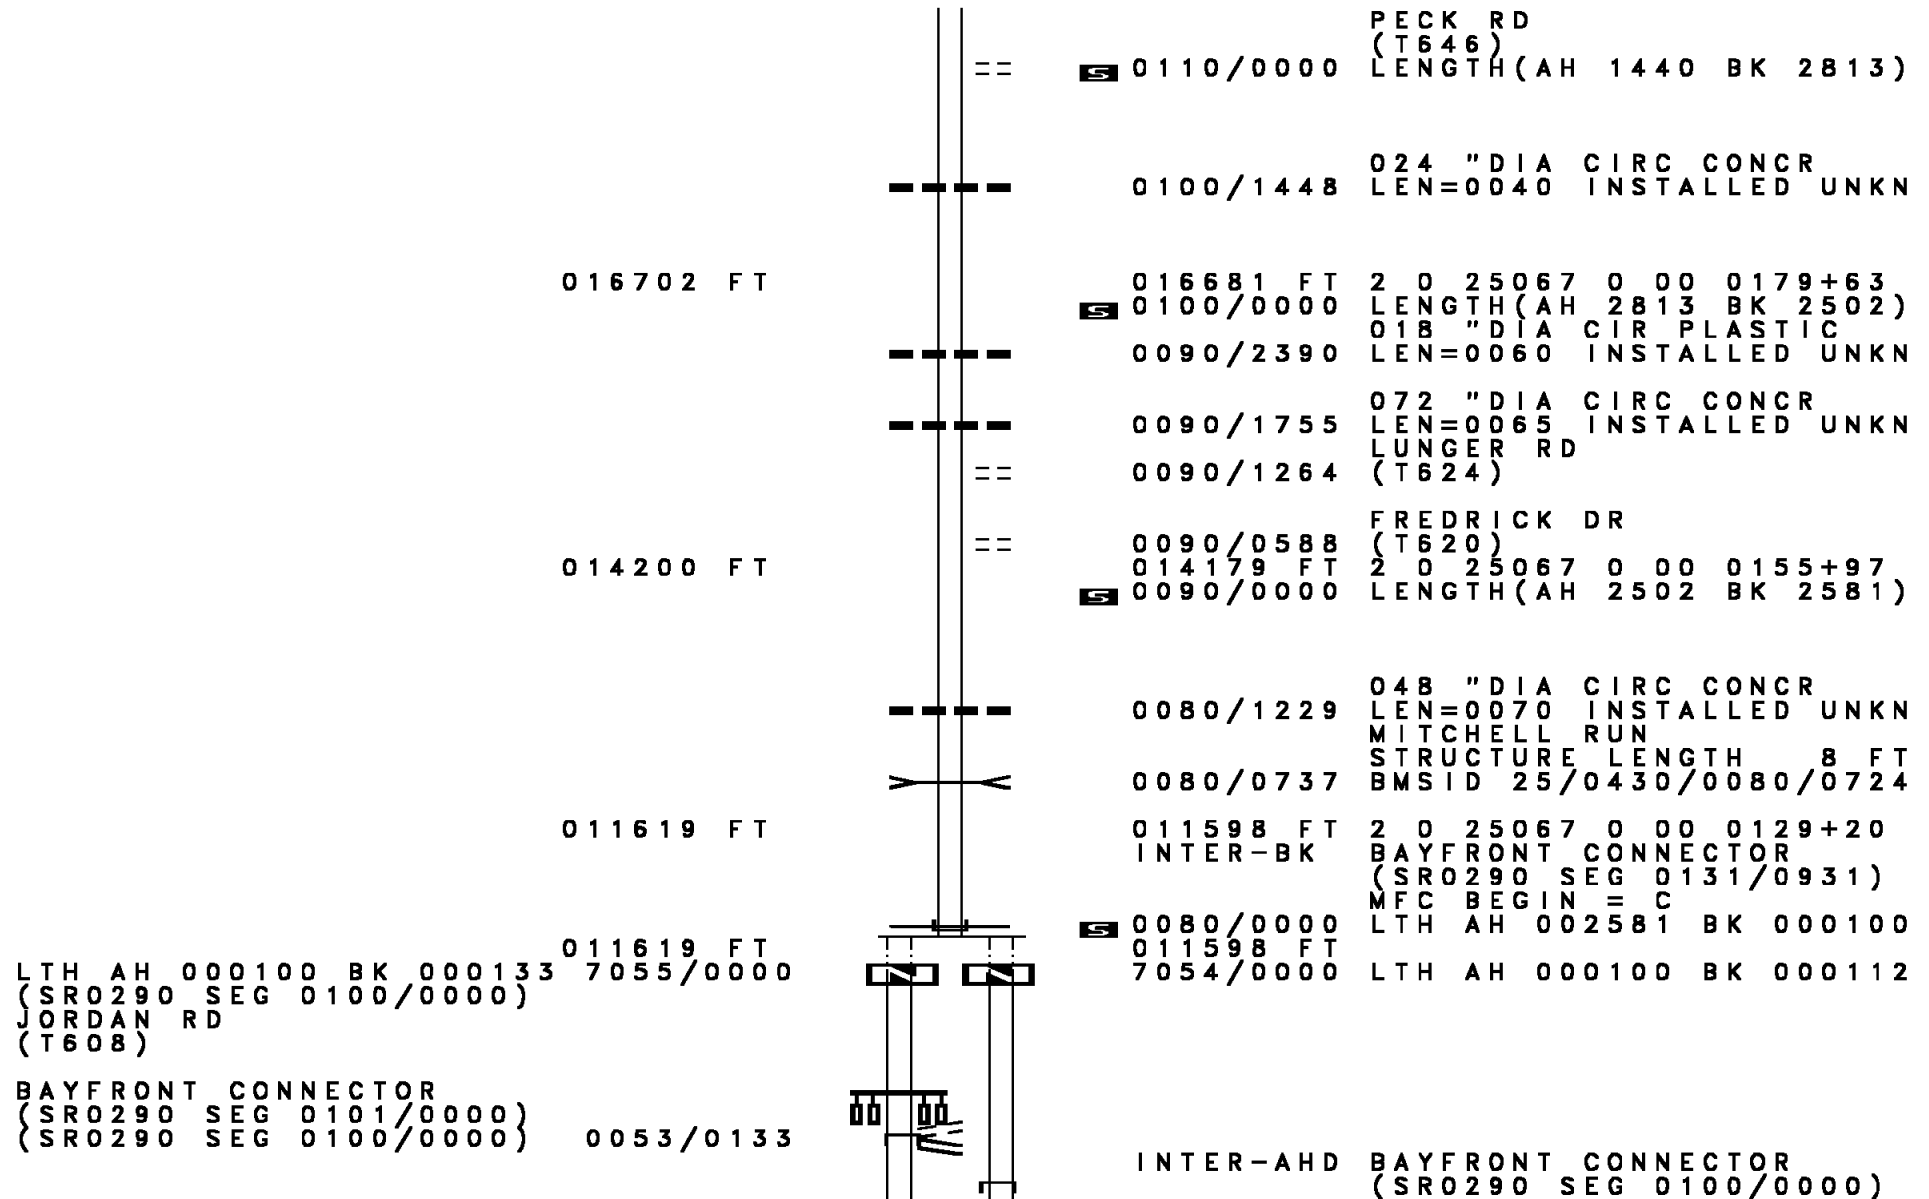 PECK RD
(T646)
S 0110/0000 LENGTH(AH 1440 BK 2813)
024 "DIA CIRC CONCR
0100/1448 LEN=0040 INSTALLED UNKN
016702 FT 016681 FT 2 0 25067 0 00 0179+63
S 0100/0000 LENGTH(AH 2813 BK 2502)
018 "DIA CIR PLASTIC
0090/2390 LEN=0060 INSTALLED UNKN
072 "DIA CIRC CONCR
0090/1755 LEN=0065 INSTALLED UNKN
LUNGER RD
0090/1264 (T624)
FREDRICK DR
0090/0588 (T620)
014200 FT 014179 FT 2 0 25067 0 00 0155+97
S 0090/0000 LENGTH(AH 2502 BK 2581)
048 "DIA CIRC CONCR
0080/1229 LEN=0070 INSTALLED UNKN
MITCHELL RUN
STRUCTURE LENGTH 8 FT
0080/0737 BMSID 25/0430/0080/0724
011619 FT 011598 FT 2 0 25067 0 00 0129+20
INTER-BK BAYFRONT CONNECTOR
(SR0290 SEG 0131/0931)
MFC BEGIN = C
S 0080/0000 LTH AH 002581 BK 000100
011619 FT 011598 FT
LTH AH 000100 BK 000133 7055/0000 7054/0000 LTH AH 000100 BK 000112
(SR0290 SEG 0100/0000)
JORDAN RD
(T608)
BAYFRONT CONNECTOR
(SR0290 SEG 0101/0000)
(SR0290 SEG 0100/0000) 0053/0133
INTER-AHD BAYFRONT CONNECTOR
(SR0290 SEG 0100/0000)